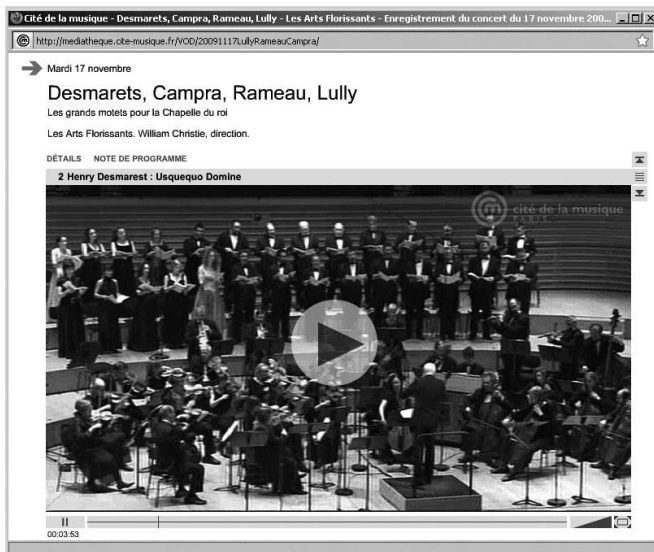 Cité de la musique - Desmarets, Campra, Rameau, Lully - Les Arts Florissants - Enregistrement du concert du 17 novembre 200...
http://mediatheque.cite-musique.fr/VOD/20091117LullyRameauCampra/
Mardi 17 novembre
Desmarets, Campra, Rameau, Lully
Les grands motets pour la Chapelle du roi
Les Arts Florissants. William Christie, direction.
DÉTAILS NOTE DE PROGRAMME
2 Henry Desmarest : Usquequo Domine
cité de la musique
PARIS
00:03:53